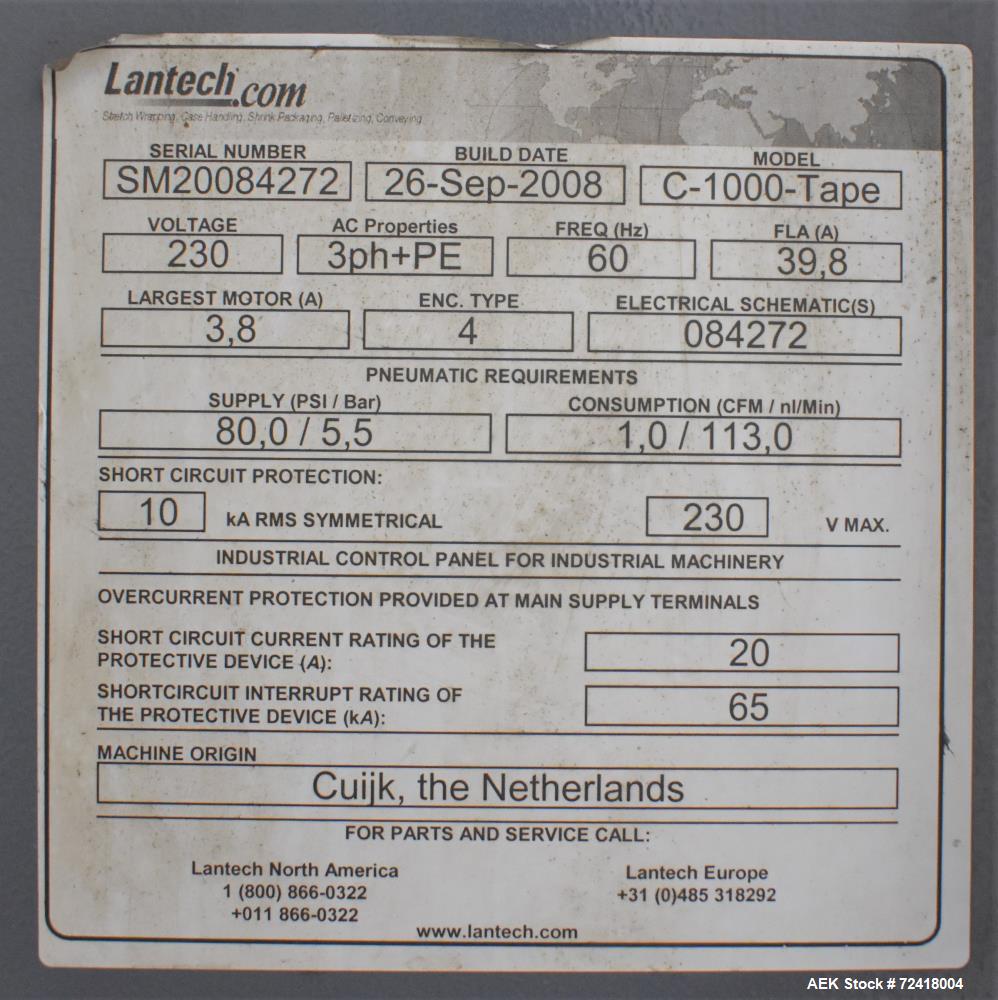 Lantech.com
Stretch Wrapping, Case Handling, Shrink Packaging, Palletizing, Conveying
SERIAL NUMBER BUILD DATE MODEL
SM20084272 26-Sep-2008 C-1000-Tape
VOLTAGE AC Properties FREQ (Hz) FLA (A)
230 3ph+PE 60 39,8
LARGEST MOTOR (A) ENC. TYPE ELECTRICAL SCHEMATIC(S)
3,8 4 084272
PNEUMATIC REQUIREMENTS
SUPPLY (PSI / Bar) CONSUMPTION (CFM / nl/Min)
80,0 / 5,5 1,0 / 113,0
SHORT CIRCUIT PROTECTION:
10 kA RMS SYMMETRICAL 230 V MAX.
INDUSTRIAL CONTROL PANEL FOR INDUSTRIAL MACHINERY
OVERCURRENT PROTECTION PROVIDED AT MAIN SUPPLY TERMINALS
SHORT CIRCUIT CURRENT RATING OF THE
PROTECTIVE DEVICE (A): 20
SHORTCIRCUIT INTERRUPT RATING OF
THE PROTECTIVE DEVICE (kA): 65
MACHINE ORIGIN
Cuijk, the Netherlands
FOR PARTS AND SERVICE CALL:
Lantech North America Lantech Europe
1 (800) 866-0322 +31 (0)485 318292
+011 866-0322
www.lantech.com
AEK Stock # 72418004